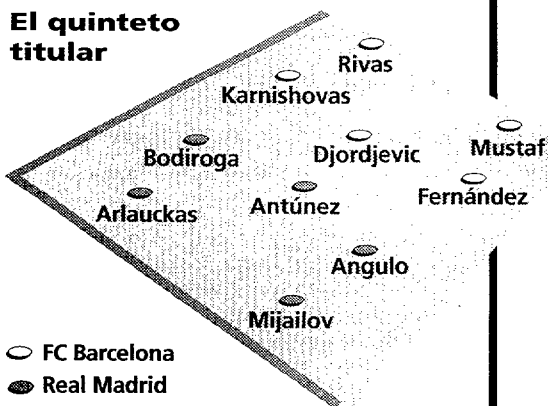 El quinteto
titular
Rivas
Karnishovas
Bodiroga
Djordjevic
Mustaf
Arlauckas
Antúnez
Fernández
Angulo
Mijailov
FC Barcelona
Real Madrid